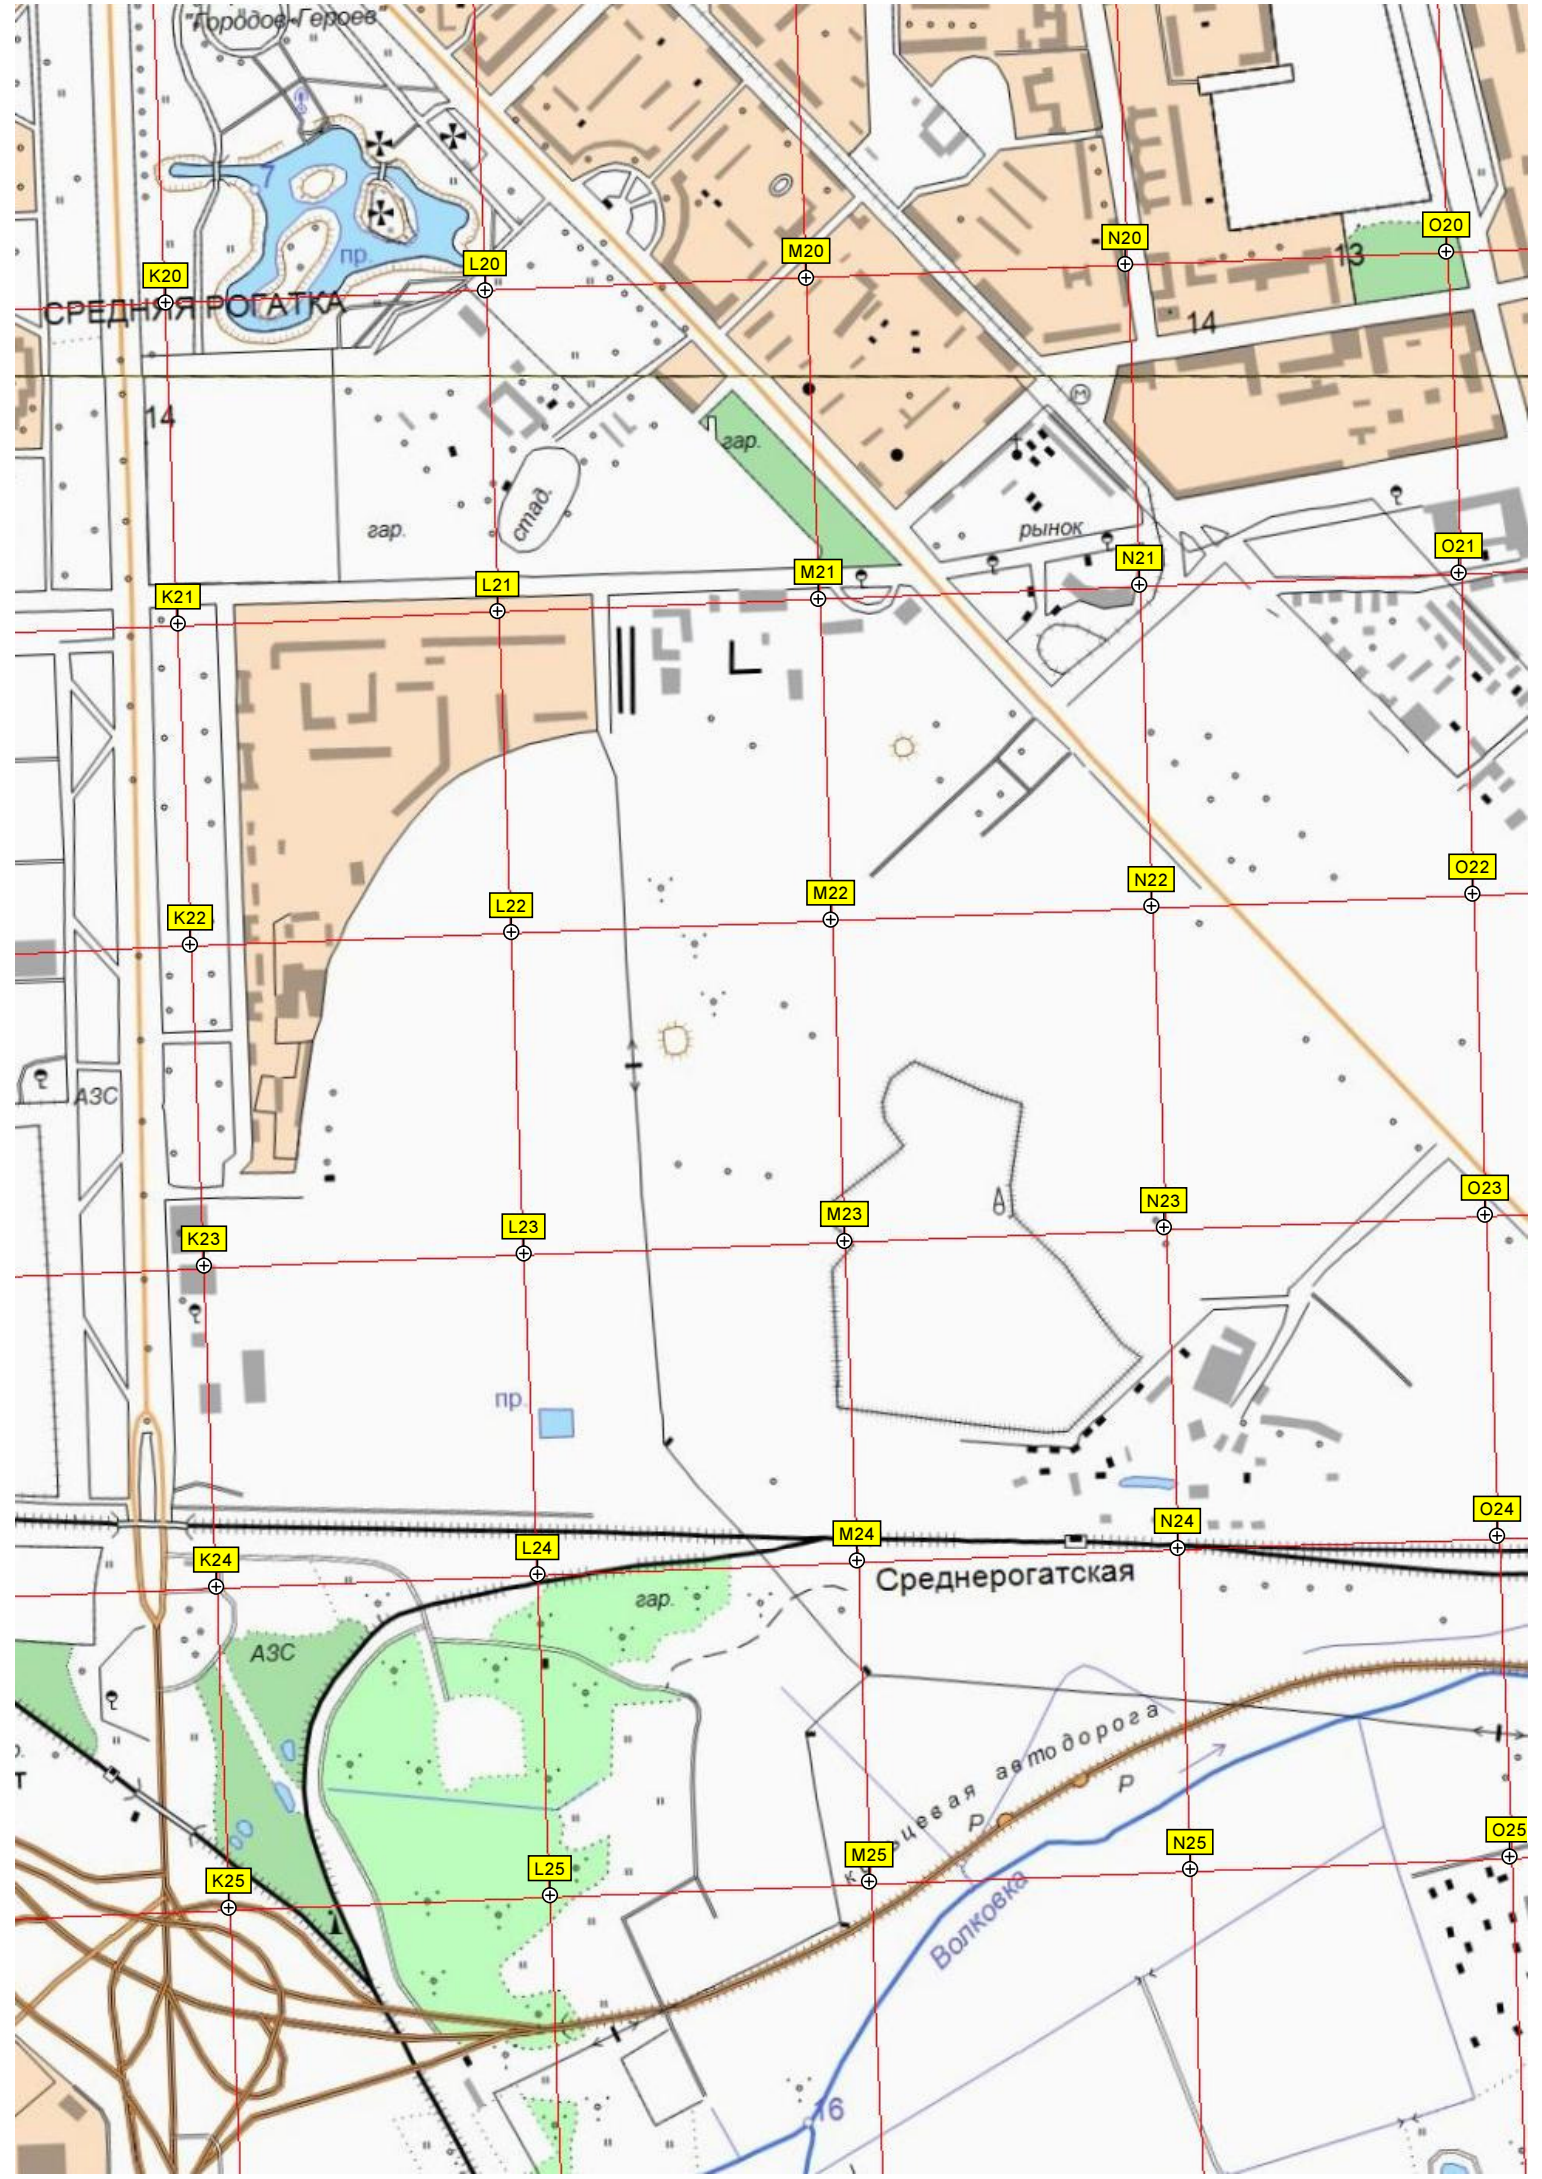 "Городов-Героев"
7
пр.
K20
L20
M20
N20
O20
13
СРЕДНЯЯ РОГАТКА
14
14
М
гар.
стад.
гар.
рынок
K21
L21
M21
N21
O21
K22
L22
M22
N22
O22
АЗС
K23
L23
M23
N23
O23
пр.
K24
L24
M24
N24
O24
Среднерогатская
гар.
АЗС
т
кольцевая автодорога
P
P
K25
L25
M25
N25
O25
Волковка
16